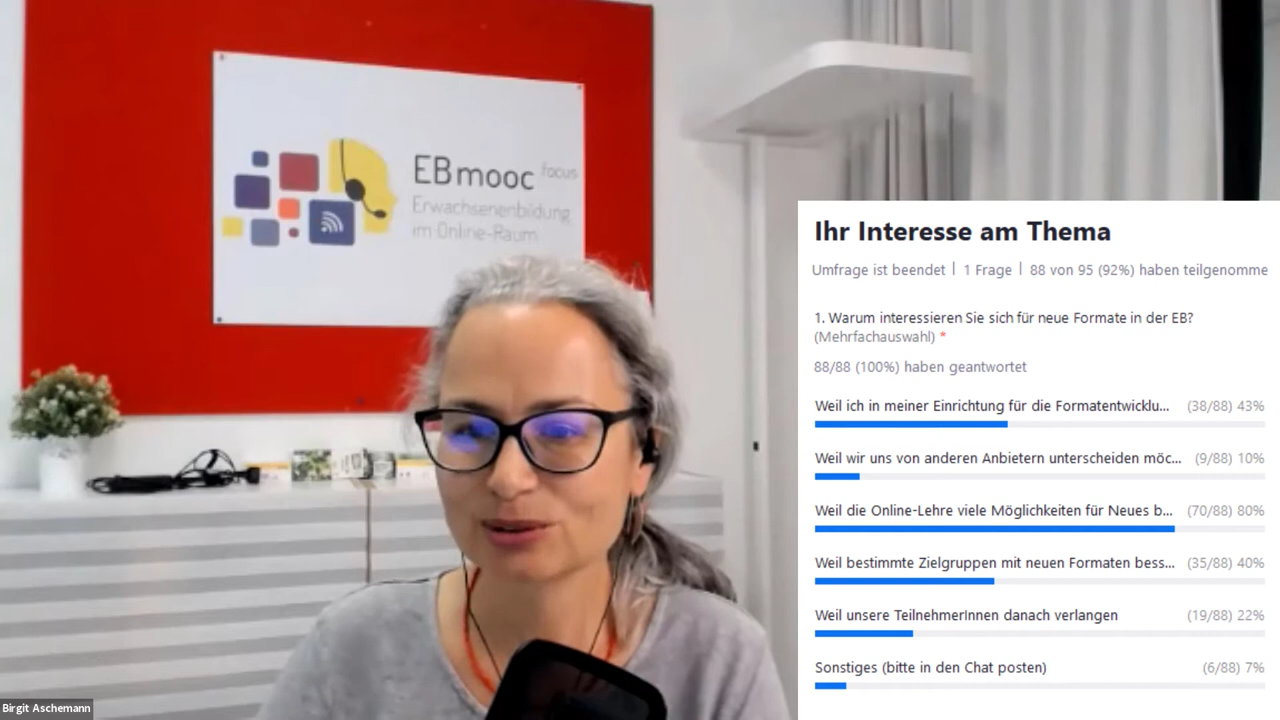 EBmooc focus
Erwachsenenbildung
im Online-Raum
Ihr Interesse am Thema
Umfrage ist beendet | 1 Frage | 88 von 95 (92%) haben teilgenomme
1. Warum interessieren Sie sich für neue Formate in der EB?
(Mehrfachauswahl) *
88/88 (100%) haben geantwortet
Weil ich in meiner Einrichtung für die Formatentwicklu... (38/88) 43%
Weil wir uns von anderen Anbietern unterscheiden möc... (9/88) 10%
Weil die Online-Lehre viele Möglichkeiten für Neues b... (70/88) 80%
Weil bestimmte Zielgruppen mit neuen Formaten bess... (35/88) 40%
Weil unsere TeilnehmerInnen danach verlangen (19/88) 22%
Sonstiges (bitte in den Chat posten) (6/88) 7%
Birgit Aschemann